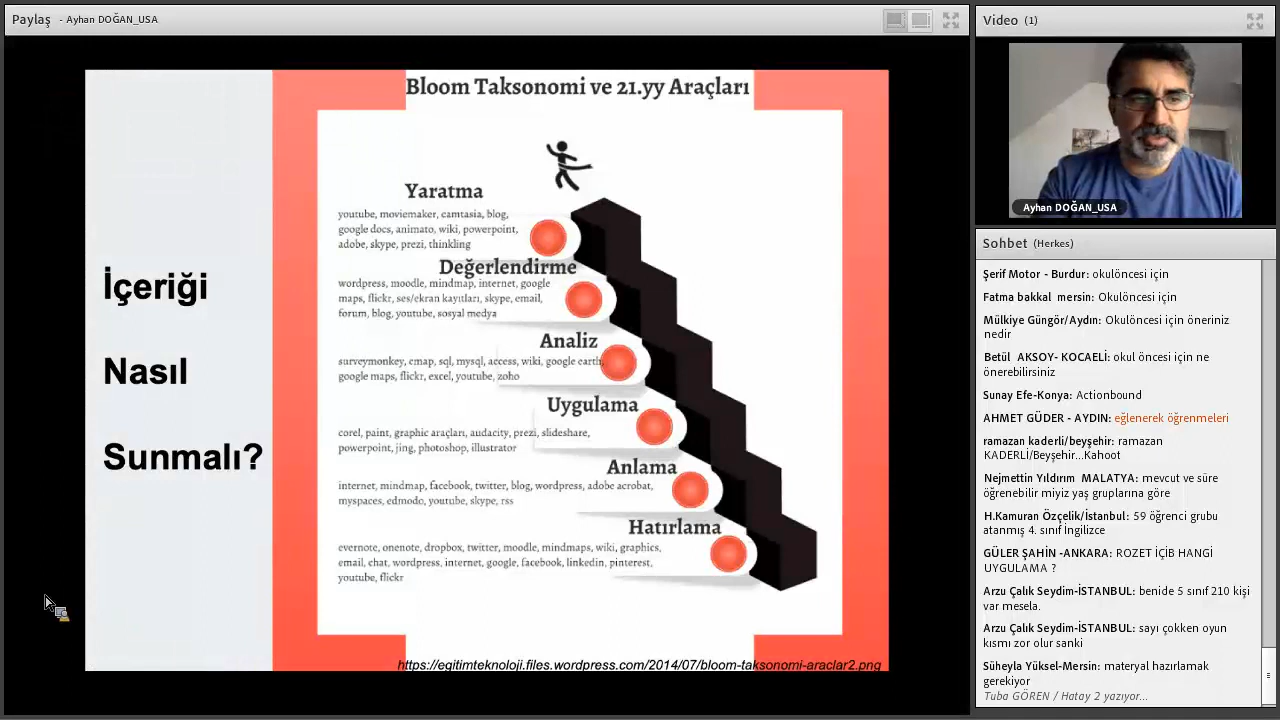 Paylaş - Ayhan DOĞAN_USA
Bloom Taksonomi ve 21.yy Araçları
İçeriği
Nasıl
Sunmalı?
Yaratma
youtube, moviemaker, camtasia, blog,
google docs, animato, wiki, powerpoint,
adobe, skype, prezi, thinkling
Değerlendirme
wordpress, moodle, mindmap, internet, google
maps, flickr, ses/ekran kayıtları, skype, email,
forum, blog, youtube, sosyal medya
Analiz
surveymonkey, cmap, sql, mysql, access, wiki, google earth,
google maps, flickr, excel, youtube, zoho
Uygulama
corel, paint, graphic araçları, audacity, prezi, slideshare,
powerpoint, jing, photoshop, illustrator
Anlama
internet, mindmap, facebook, twitter, blog, wordpress, adobe acrobat,
myspaces, edmodo, youtube, skype, rss
Hatırlama
evernote, onenote, dropbox, twitter, moodle, mindmaps, wiki, graphics,
email, chat, wordpress, internet, google, facebook, linkedin, pinterest,
youtube, flickr
https://egitimteknoloji.files.wordpress.com/2014/07/bloom-taksonomi-araclar2.png
Video (1)
Ayhan DOĞAN_USA
Sohbet (Herkes)
Şerif Motor - Burdur: okulöncesi için
Fatma bakkal mersin: Okulöncesi için
Mülkiye Güngör/Aydın: Okulöncesi için öneriniz
nedir
Betül AKSOY- KOCAELİ: okul öncesi için ne
önerebilirsiniz
Sunay Efe-Konya: Actionbound
AHMET GÜDER - AYDIN: eğlenerek öğrenmeleri
ramazan kaderli/beyşehir: ramazan
KADERLİ/Beyşehir...Kahoot
Nejmettin Yıldırım MALATYA: mevcut ve süre
öğrenebilir miyiz yaş gruplarına göre
H.Kamuran Özçelik/İstanbul: 59 öğrenci grubu
atanmış 4. sınıf İngilizce
GÜLER ŞAHİN -ANKARA: ROZET İÇİB HANGİ
UYGULAMA ?
Arzu Çalık Seydim-İSTANBUL: benide 5 sınıf 210 kişi
var mesela.
Arzu Çalık Seydim-İSTANBUL: sayı çokken oyun
kısmı zor olur sanki
Süheyla Yüksel-Mersin: materyal hazırlamak
gerekiyor
Tuba GÖREN / Hatay 2 yazıyor...